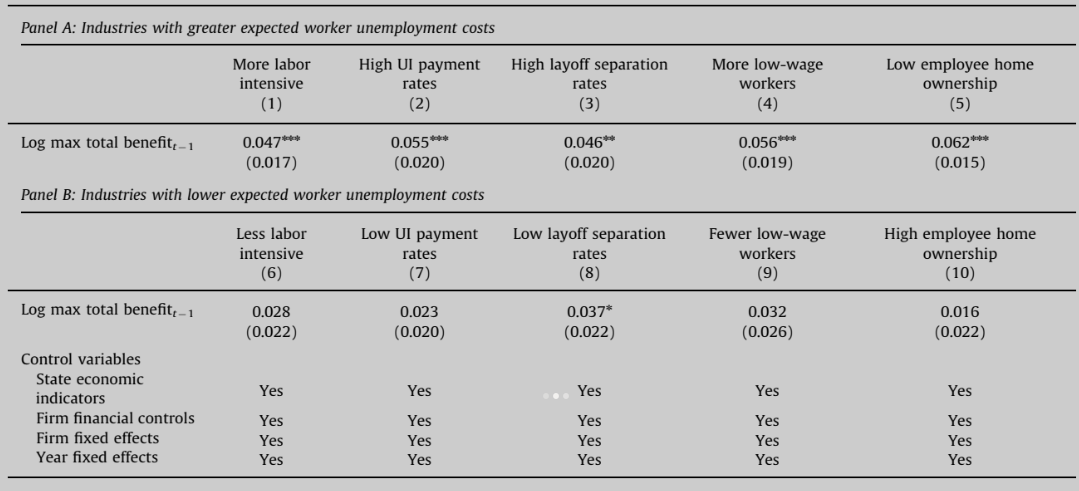 Panel A: Industries with greater expected worker unemployment costs
More labor intensive (1) High UI payment rates (2) High layoff separation rates (3) More low-wage workers (4) Low employee home ownership (5)
Log max total benefit t−1 0.047*** 0.055*** 0.046** 0.056*** 0.062***
(0.017) (0.020) (0.020) (0.019) (0.015)
Panel B: Industries with lower expected worker unemployment costs
Less labor intensive (6) Low UI payment rates (7) Low layoff separation rates (8) Fewer low-wage workers (9) High employee home ownership (10)
Log max total benefit t−1 0.028 0.023 0.037* 0.032 0.016
(0.022) (0.020) (0.022) (0.026) (0.022)
Control variables
State economic indicators Yes Yes Yes Yes Yes
Firm financial controls Yes Yes Yes Yes Yes
Firm fixed effects Yes Yes Yes Yes Yes
Year fixed effects Yes Yes Yes Yes Yes